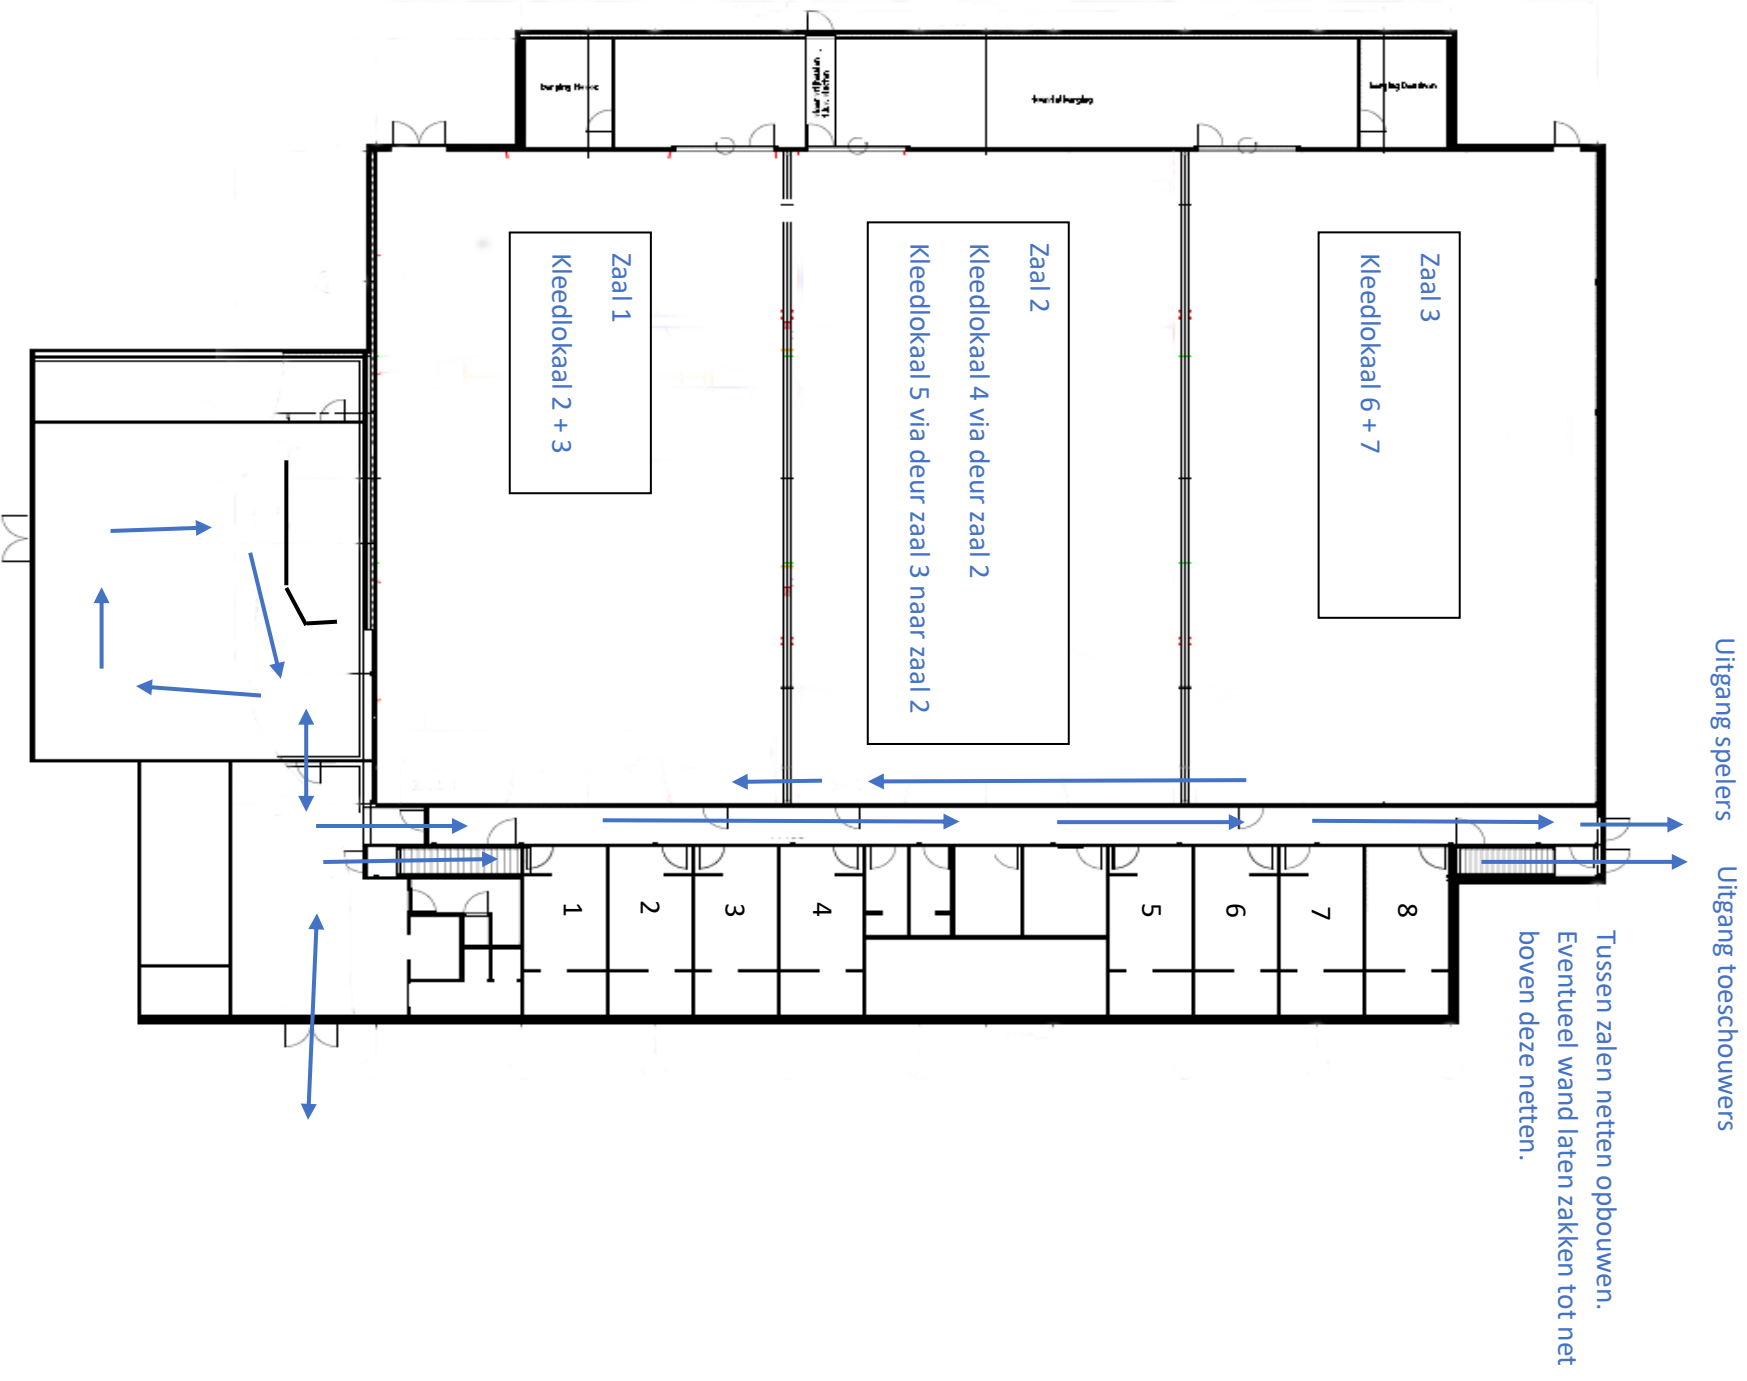 Zaal 1
Kleedlokaal 2 + 3
Zaal 2
Kleedlokaal 4 via deur zaal 2
Kleedlokaal 5 via deur zaal 3 naar zaal 2
Zaal 3
Kleedlokaal 6 + 7
Uitgang spelers
Uitgang toeschouwers
Tussen zalen netten opbouwen.
Eventueel wand laten zakken tot net
boven deze netten.
1
2
3
4
5
6
7
8